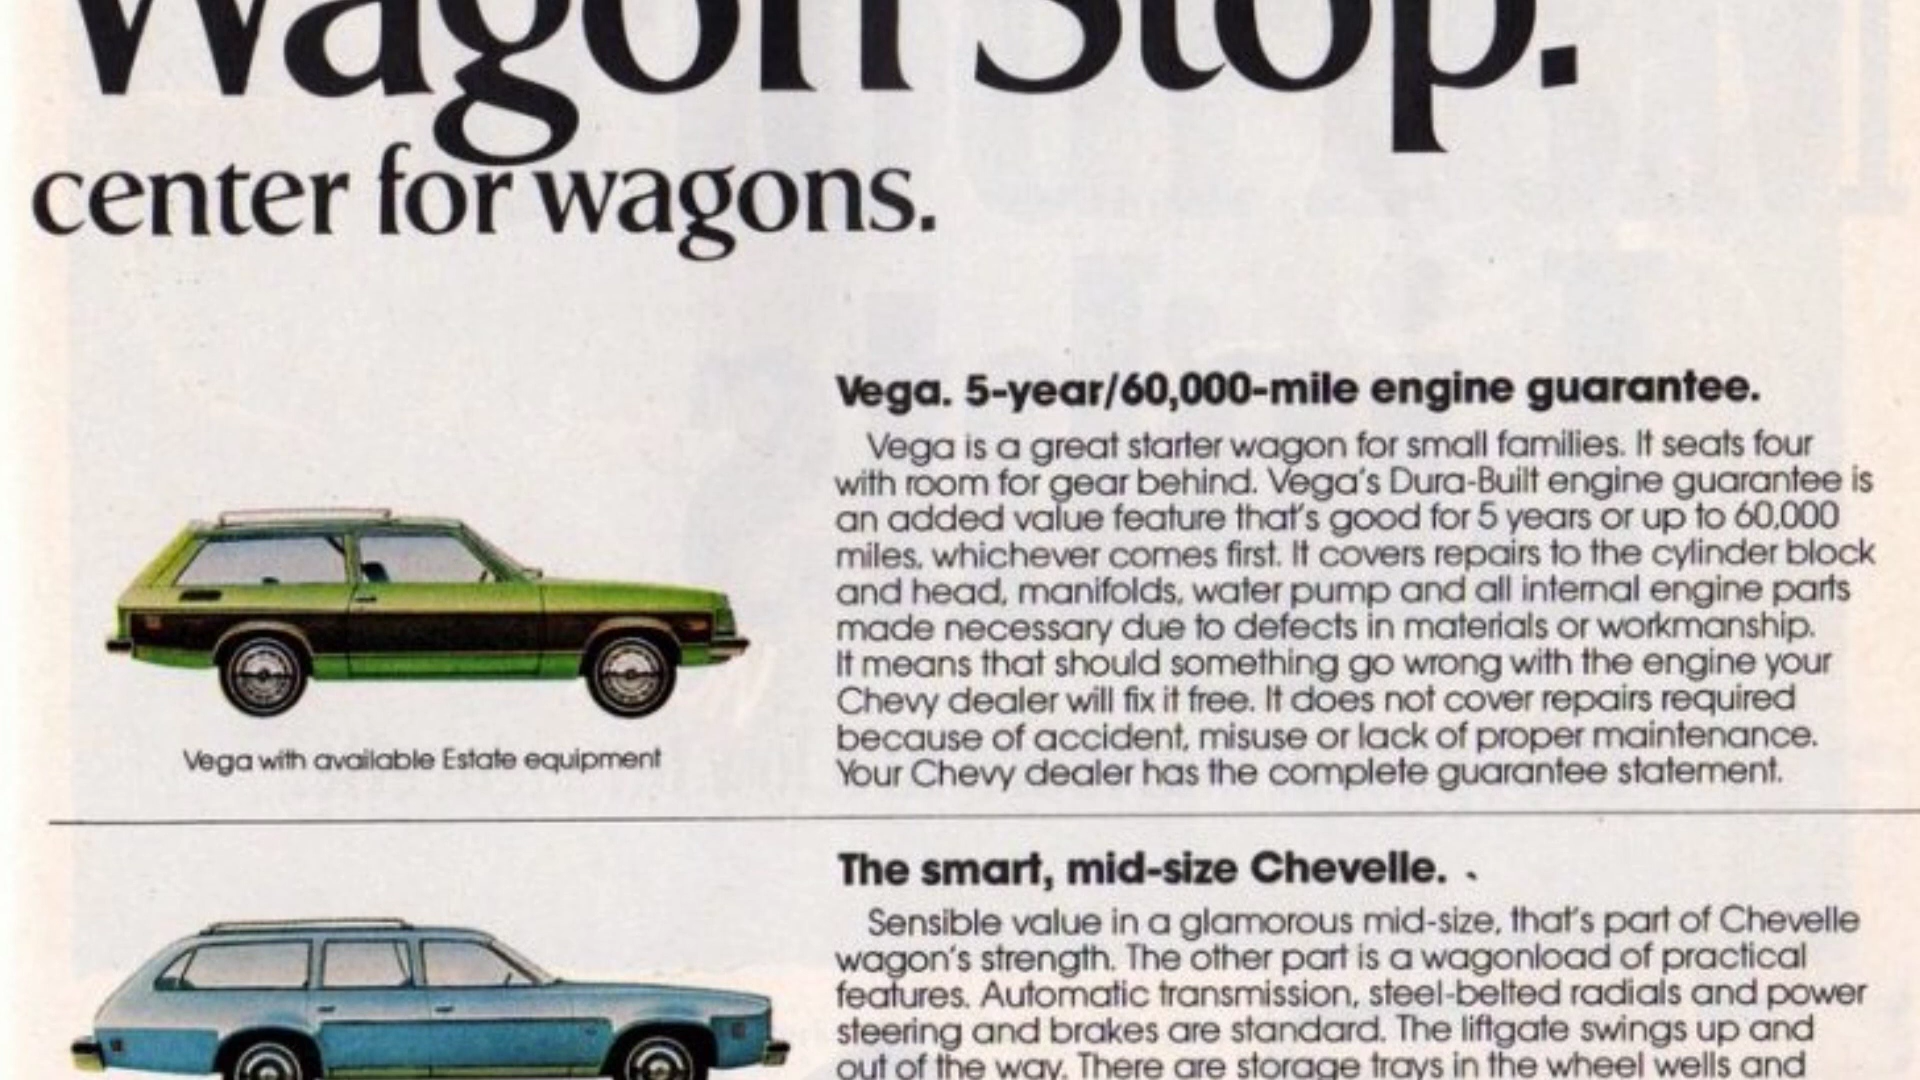 Wagon Stop.
center for wagons.
Vega. 5-year/60,000-mile engine guarantee.
Vega is a great starter wagon for small families. It seats four
with room for gear behind. Vega's Dura-Built engine guarantee is
an added value feature that's good for 5 years or up to 60,000
miles, whichever comes first. It covers repairs to the cylinder block
and head, manifolds, water pump and all internal engine parts
made necessary due to defects in materials or workmanship.
It means that should something go wrong with the engine your
Chevy dealer will fix it free. It does not cover repairs required
because of accident, misuse or lack of proper maintenance.
Your Chevy dealer has the complete guarantee statement.
Vega with available Estate equipment
The smart, mid-size Chevelle.
Sensible value in a glamorous mid-size, that's part of Chevelle
wagon's strength. The other part is a wagonload of practical
features. Automatic transmission, steel-belted radials and power
steering and brakes are standard. The liftgate swings up and
out of the way. There are storage trays in the wheel wells and